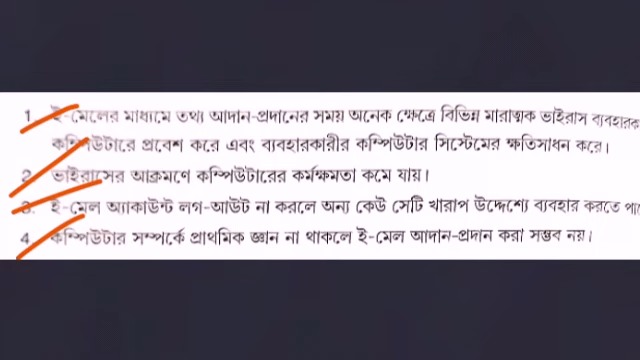 1. ই-মেলের মাধ্যমে তথ্য আদান-প্রদানের সময় অনেক ক্ষেত্রে বিভিন্ন মারাত্মক ভাইরাস
কম্পিউটারে প্রবেশ করে এবং ব্যবহারকারীর কম্পিউটার সিস্টেমের ক্ষতিসাধন করে।
2. ভাইরাসের আক্রমণে কম্পিউটারের কর্মক্ষমতা কমে যায়।
3. ই-মেল অ্যাকাউন্ট লগ-আউট না করলে অন্য কেউ সেটি খারাপ উদ্দেশ্যে ব্যবহার করতে
4. কম্পিউটার সম্পর্কে প্রাথমিক জ্ঞান না থাকলে ই-মেল আদান-প্রদান করা সম্ভব নয়।